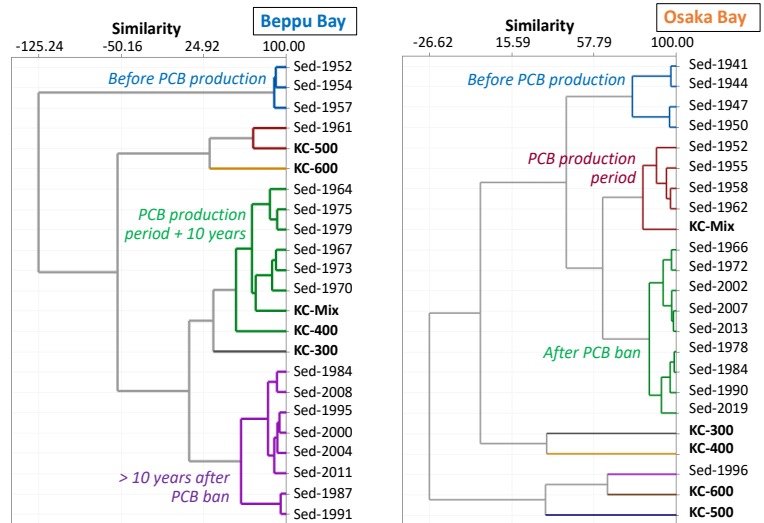 Similarity
Beppu Bay
-125.24
-50.16
24.92
100.00
Before PCB production
Sed-1952
Sed-1954
Sed-1957
Sed-1961
KC-500
KC-600
PCB production
period + 10 years
Sed-1964
Sed-1975
Sed-1979
Sed-1967
Sed-1973
Sed-1970
KC-Mix
KC-400
KC-300
Sed-1984
Sed-2008
Sed-1995
Sed-2000
Sed-2004
Sed-2011
Sed-1987
Sed-1991
> 10 years after
PCB ban
Similarity
Osaka Bay
-26.62
15.59
57.79
100.00
Before PCB production
Sed-1941
Sed-1944
Sed-1947
Sed-1950
PCB production
period
Sed-1952
Sed-1955
Sed-1958
Sed-1962
KC-Mix
Sed-1966
Sed-1972
Sed-2002
Sed-2007
Sed-2013
After PCB ban
Sed-1978
Sed-1984
Sed-1990
Sed-2019
KC-300
KC-400
Sed-1996
KC-600
KC-500